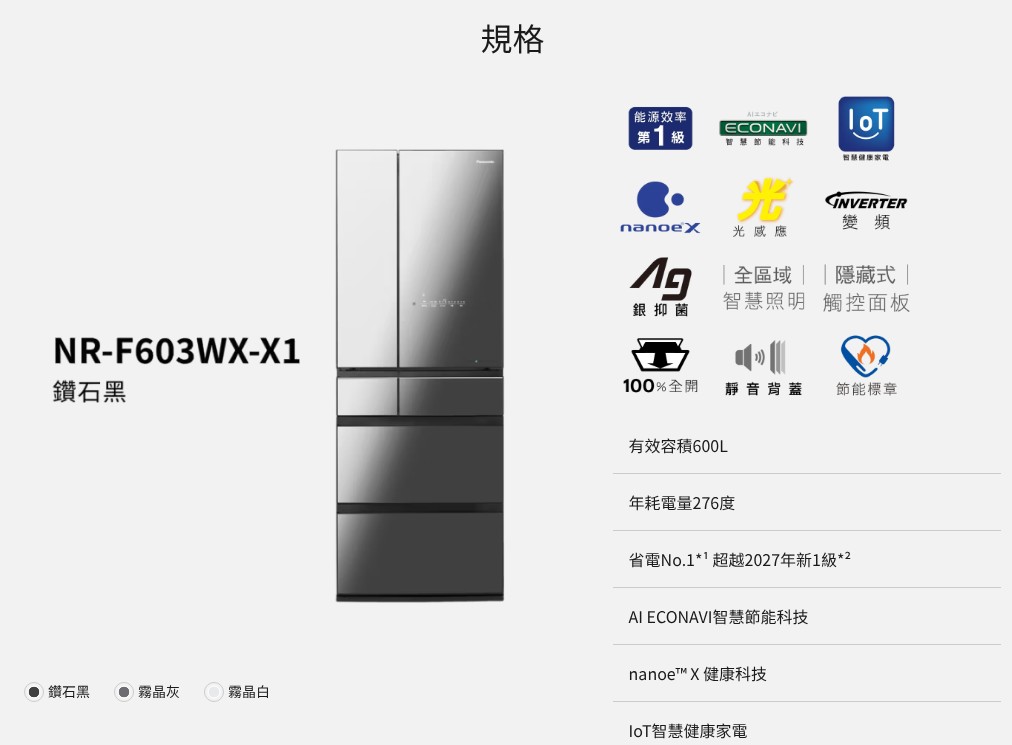 規格
能源效率
第1級
AIエコナビ
ECONAVI
智慧節能科技
IoT
智慧健康家電
nanoeX
光
光感應
INVERTER
變頻
Ag
銀抑菌
全區域
智慧照明
隱藏式
觸控面板
100%全開
靜音背蓋
節能標章
Panasonic
NR-F603WX-X1
鑽石黑
有效容積600L
年耗電量276度
省電No.1*¹ 超越2027年新1級*²
AI ECONAVI智慧節能科技
nanoe™ X 健康科技
IoT智慧健康家電
鑽石黑
霧晶灰
霧晶白